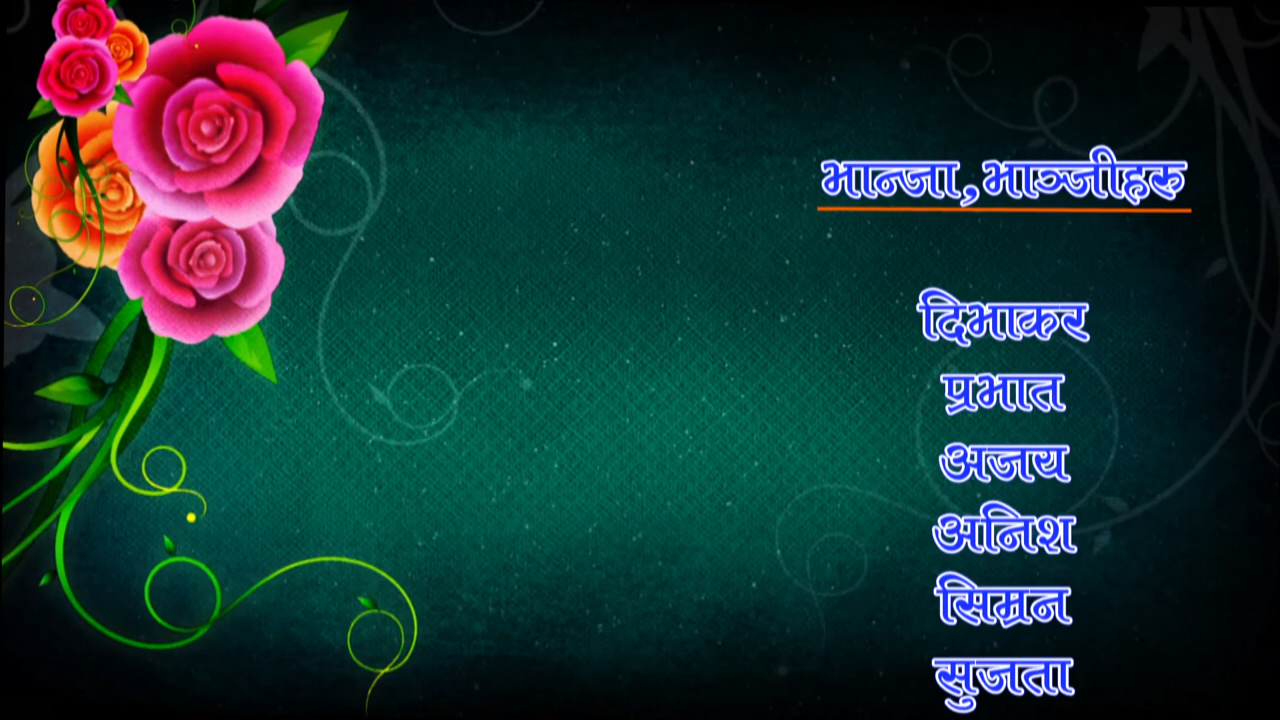 भान्जा,भाञ्जीहरु
दिभाकर
प्रभात
अजय
अनिश
सिम्रन
सुजता